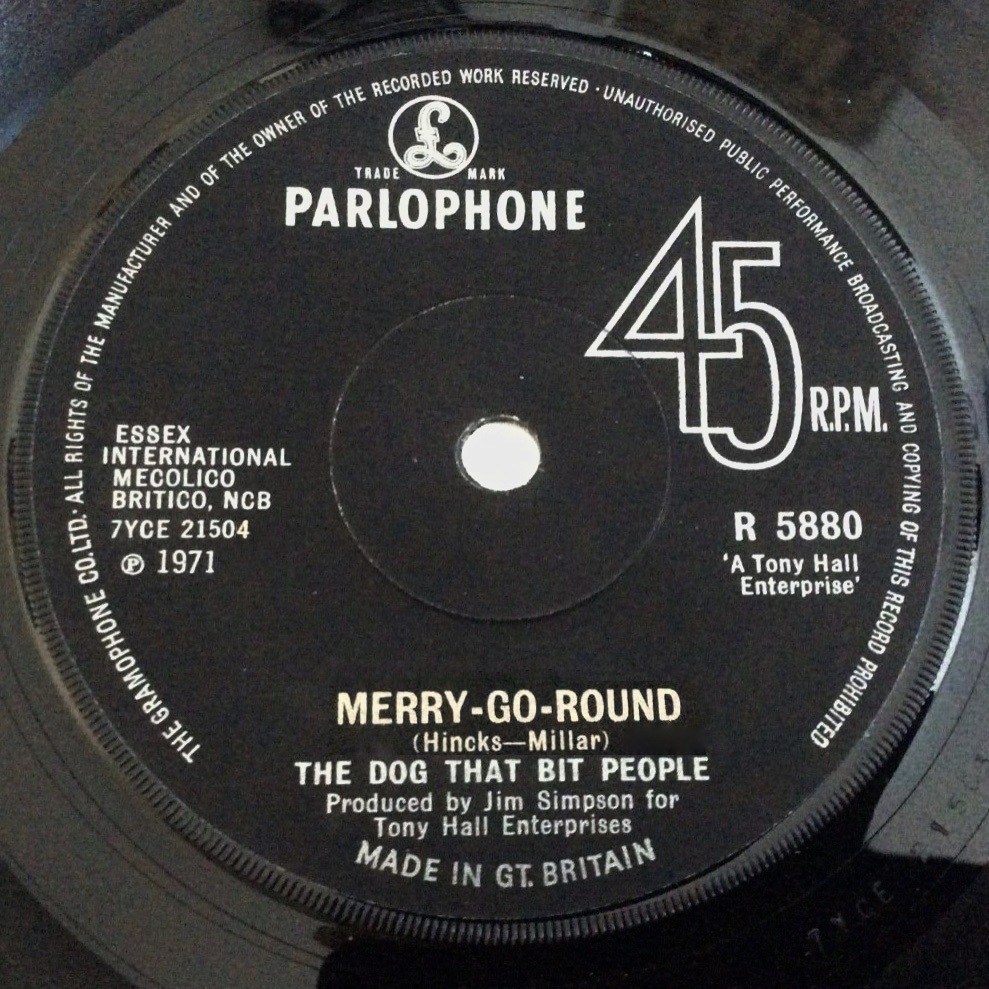 THE GRAMOPHONE CO.LTD. · ALL RIGHTS OF THE MANUFACTURER AND OF THE OWNER OF THE RECORDED WORK RESERVED · UNAUTHORISED PUBLIC PERFORMANCE BROADCASTING AND COPYING OF THIS RECORD PROHIBITED
£
TRADE MARK
PARLOPHONE
45 R.P.M.
ESSEX
INTERNATIONAL
MECOLICO
BRITICO, NCB
7YCE 21504
℗ 1971
R 5880
'A Tony Hall
Enterprise'
MERRY-GO-ROUND
(Hincks—Millar)
THE DOG THAT BIT PEOPLE
Produced by Jim Simpson for
Tony Hall Enterprises
MADE IN GT. BRITAIN
7YCE